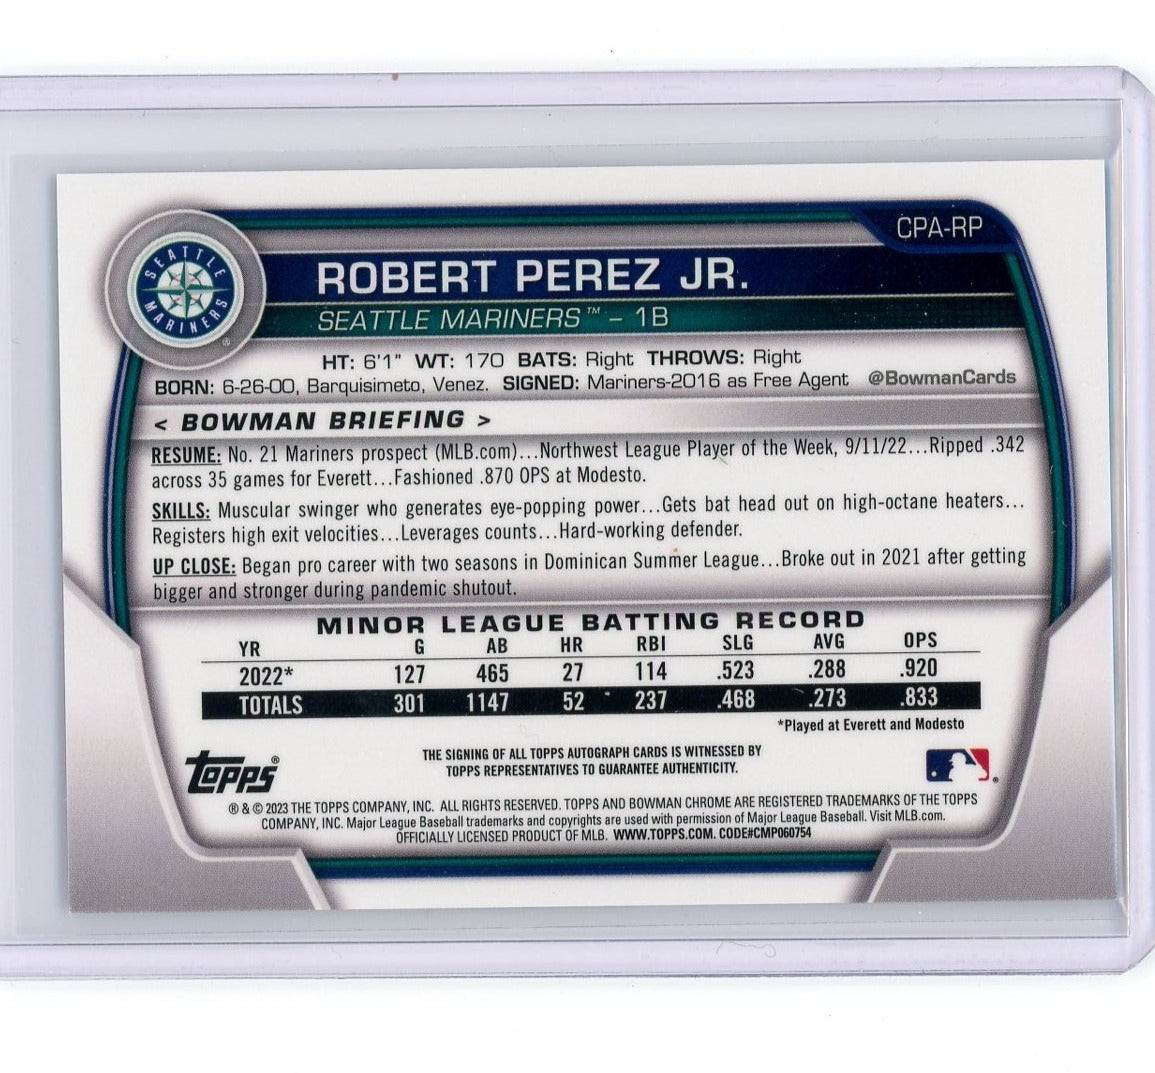 CPA-RP
SEATTLE
MARINERS
®
ROBERT PEREZ JR.
SEATTLE MARINERS™ – 1B
HT: 6'1" WT: 170 BATS: Right THROWS: Right
BORN: 6-26-00, Barquisimeto, Venez. SIGNED: Mariners-2016 as Free Agent @BowmanCards
< BOWMAN BRIEFING >
RESUME: No. 21 Mariners prospect (MLB.com)...Northwest League Player of the Week, 9/11/22...Ripped .342
across 35 games for Everett...Fashioned .870 OPS at Modesto.
SKILLS: Muscular swinger who generates eye-popping power...Gets bat head out on high-octane heaters...
Registers high exit velocities...Leverages counts...Hard-working defender.
UP CLOSE: Began pro career with two seasons in Dominican Summer League...Broke out in 2021 after getting
bigger and stronger during pandemic shutout.
MINOR LEAGUE BATTING RECORD
YR G AB HR RBI SLG AVG OPS
2022* 127 465 27 114 .523 .288 .920
TOTALS 301 1147 52 237 .468 .273 .833
*Played at Everett and Modesto
Topps®
THE SIGNING OF ALL TOPPS AUTOGRAPH CARDS IS WITNESSED BY
TOPPS REPRESENTATIVES TO GUARANTEE AUTHENTICITY.
®
® & © 2023 THE TOPPS COMPANY, INC. ALL RIGHTS RESERVED. TOPPS AND BOWMAN CHROME ARE REGISTERED TRADEMARKS OF THE TOPPS
COMPANY, INC. Major League Baseball trademarks and copyrights are used with permission of Major League Baseball. Visit MLB.com.
OFFICIALLY LICENSED PRODUCT OF MLB. WWW.TOPPS.COM. CODE#CMP060754